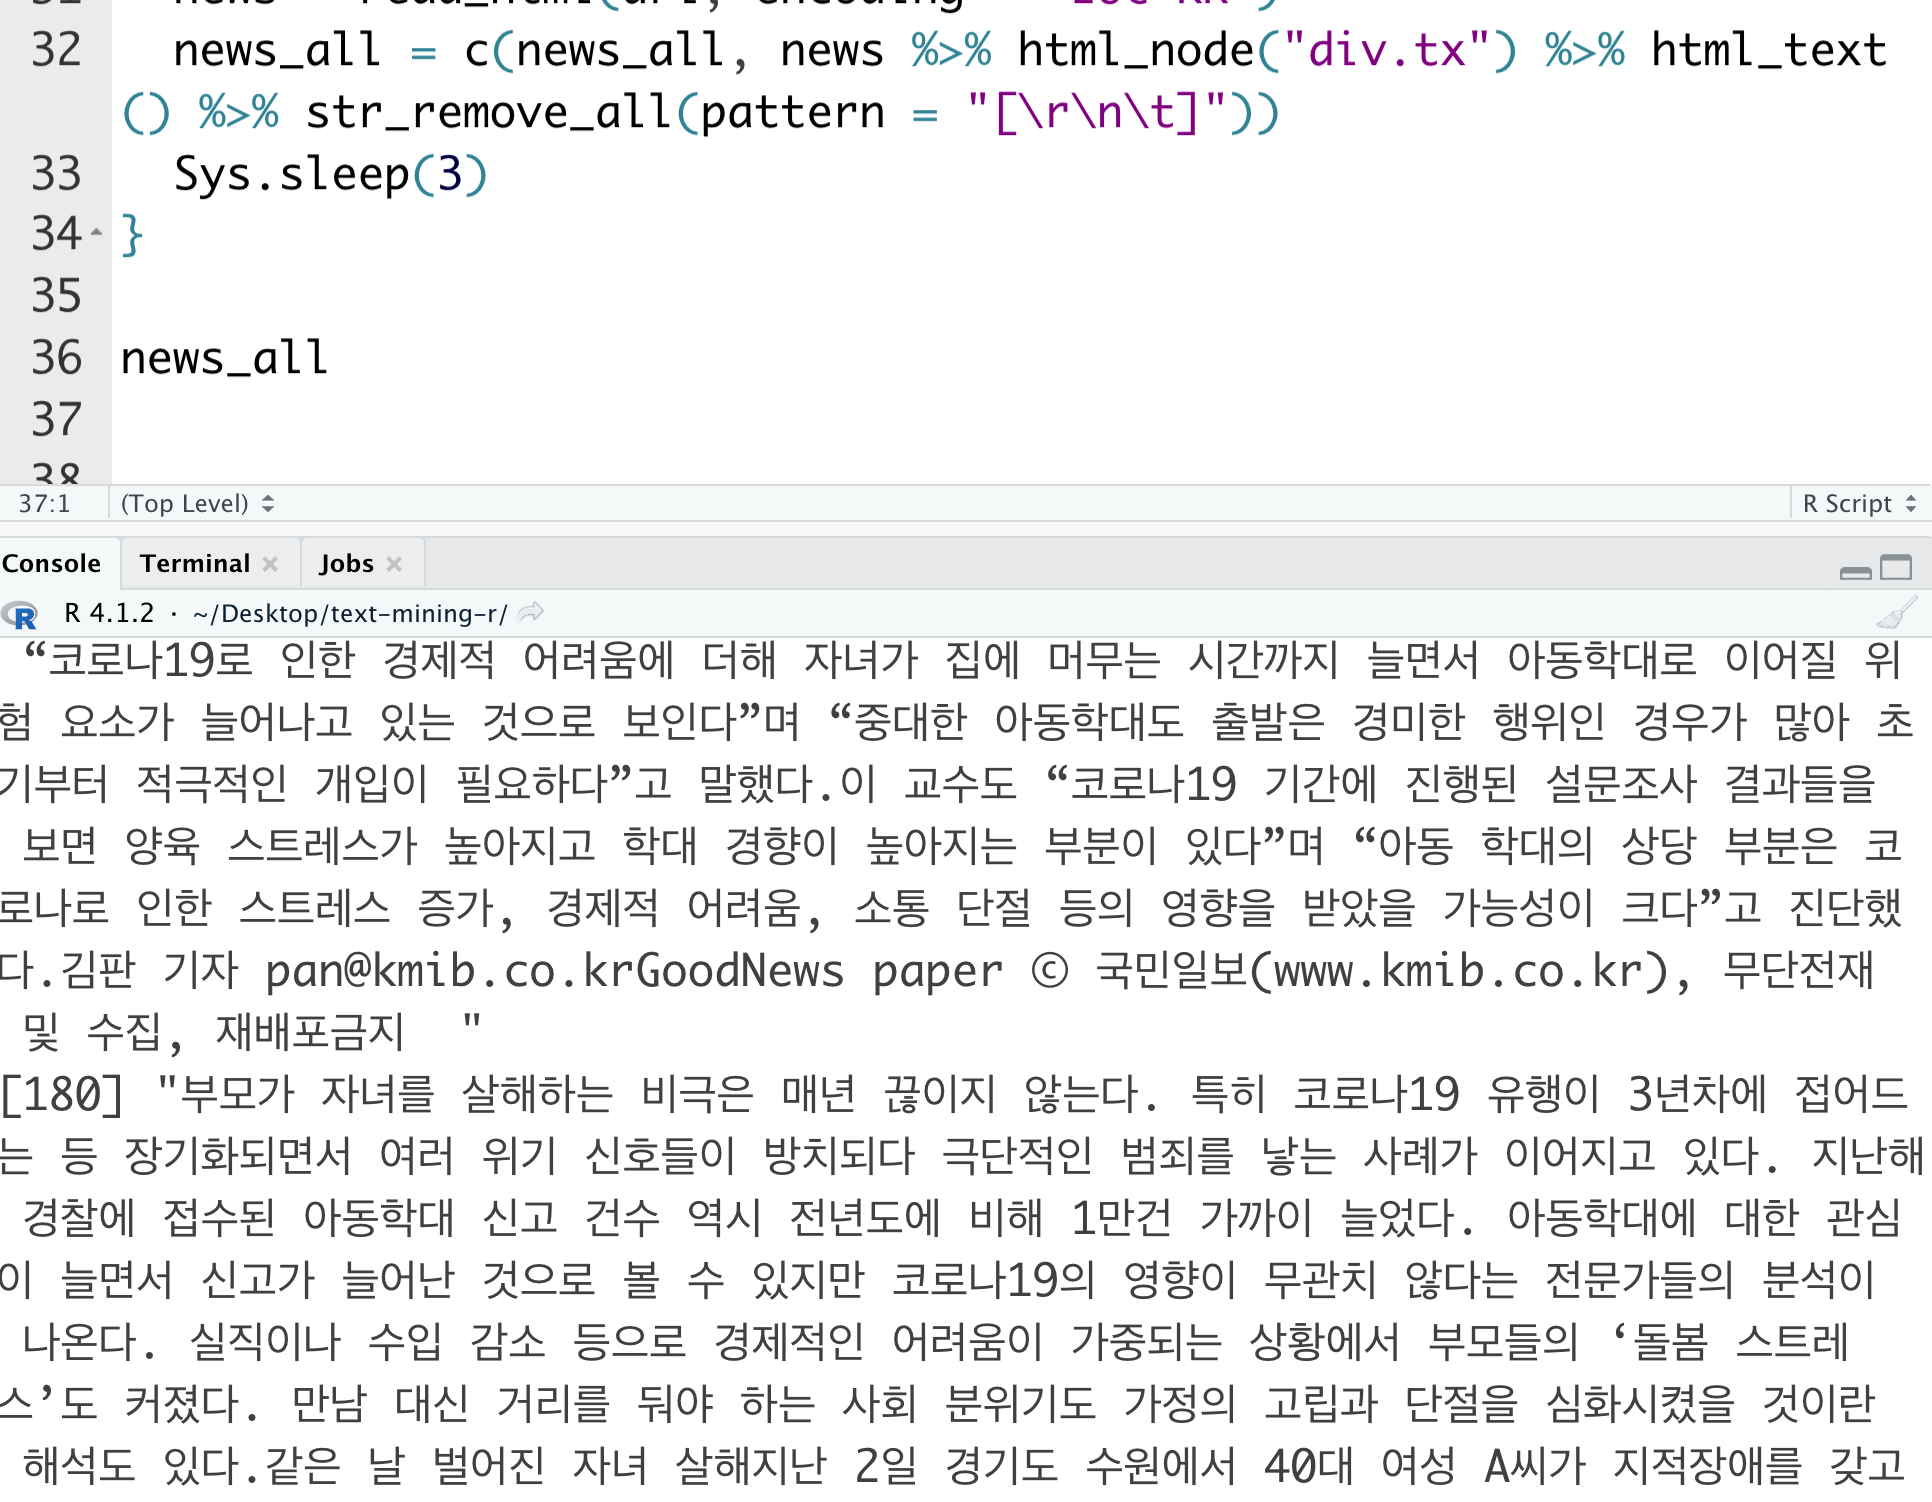 32 news_all = c(news_all, news %>% html_node("div.tx") %>% html_text
() %>% str_remove_all(pattern = "[\r\n\t]"))
33 Sys.sleep(3)
34 }
35
36 news_all
37
38
37:1 (Top Level) R Script
Console Terminal Jobs
R R 4.1.2 · ~/Desktop/text-mining-r/
“코로나19로 인한 경제적 어려움에 더해 자녀가 집에 머무는 시간까지 늘면서 아동학대로 이어질 위
험 요소가 늘어나고 있는 것으로 보인다”며 “중대한 아동학대도 출발은 경미한 행위인 경우가 많아 초
기부터 적극적인 개입이 필요하다”고 말했다.이 교수도 “코로나19 기간에 진행된 설문조사 결과들을
보면 양육 스트레스가 높아지고 학대 경향이 높아지는 부분이 있다”며 “아동 학대의 상당 부분은 코
로나로 인한 스트레스 증가, 경제적 어려움, 소통 단절 등의 영향을 받았을 가능성이 크다”고 진단했
다.김판 기자 pan@kmib.co.krGoodNews paper © 국민일보(www.kmib.co.kr), 무단전재
및 수집, 재배포금지  "
[180] "부모가 자녀를 살해하는 비극은 매년 끊이지 않는다. 특히 코로나19 유행이 3년차에 접어드
는 등 장기화되면서 여러 위기 신호들이 방치되다 극단적인 범죄를 낳는 사례가 이어지고 있다. 지난해
경찰에 접수된 아동학대 신고 건수 역시 전년도에 비해 1만건 가까이 늘었다. 아동학대에 대한 관심
이 늘면서 신고가 늘어난 것으로 볼 수 있지만 코로나19의 영향이 무관치 않다는 전문가들의 분석이
나온다. 실직이나 수입 감소 등으로 경제적인 어려움이 가중되는 상황에서 부모들의 ‘돌봄 스트레
스’도 커졌다. 만남 대신 거리를 둬야 하는 사회 분위기도 가정의 고립과 단절을 심화시켰을 것이란
해석도 있다.같은 날 벌어진 자녀 살해지난 2일 경기도 수원에서 40대 여성 A씨가 지적장애를 갖고